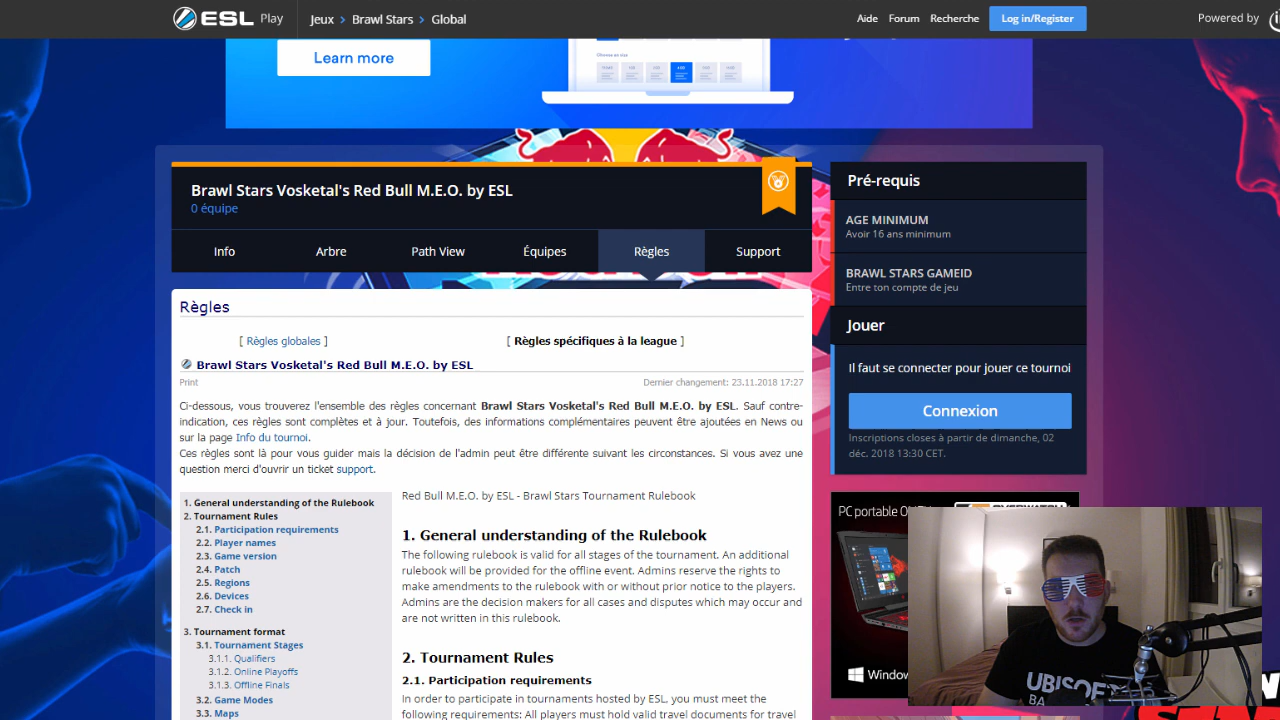 ESL Play
Jeux > Brawl Stars > Global
Aide Forum Recherche Log in/Register Powered by
Learn more
Brawl Stars Vosketal's Red Bull M.E.O. by ESL
0 équipe
Info Arbre Path View Équipes Règles Support
Règles
[ Règles globales ] [ Règles spécifiques à la league ]
Brawl Stars Vosketal's Red Bull M.E.O. by ESL
Print Dernier changement: 23.11.2018 17:27
Ci-dessous, vous trouverez l'ensemble des règles concernant Brawl Stars Vosketal's Red Bull M.E.O. by ESL. Sauf contre-
indication, ces règles sont complètes et à jour. Toutefois, des informations complémentaires peuvent être ajoutées en News ou
sur la page Info du tournoi.
Ces règles sont là pour vous guider mais la décision de l'admin peut être différente suivant les circonstances. Si vous avez une
question merci d'ouvrir un ticket support.
1. General understanding of the Rulebook
2. Tournament Rules
2.1. Participation requirements
2.2. Player names
2.3. Game version
2.4. Patch
2.5. Regions
2.6. Devices
2.7. Check in
3. Tournament format
3.1. Tournament Stages
3.1.1. Qualifiers
3.1.2. Online Playoffs
3.1.3. Offline Finals
3.2. Game Modes
3.3. Maps
Red Bull M.E.O. by ESL - Brawl Stars Tournament Rulebook
1. General understanding of the Rulebook
The following rulebook is valid for all stages of the tournament. An additional
rulebook will be provided for the offline event. Admins reserve the rights to
make amendments to the rulebook with or without prior notice to the players.
Admins are the decision makers for all cases and disputes which may occur and
are not written in this rulebook.
2. Tournament Rules
2.1. Participation requirements
In order to participate in tournaments hosted by ESL, you must meet the
following requirements: All players must hold valid travel documents for travel
Pré-requis
AGE MINIMUM
Avoir 16 ans minimum
BRAWL STARS GAMEID
Entre ton compte de jeu
Jouer
Il faut se connecter pour jouer ce tournoi
Connexion
Inscriptions closes à partir de dimanche, 02
déc. 2018 13:30 CET.
PC portable
Window
UBISOF
BA